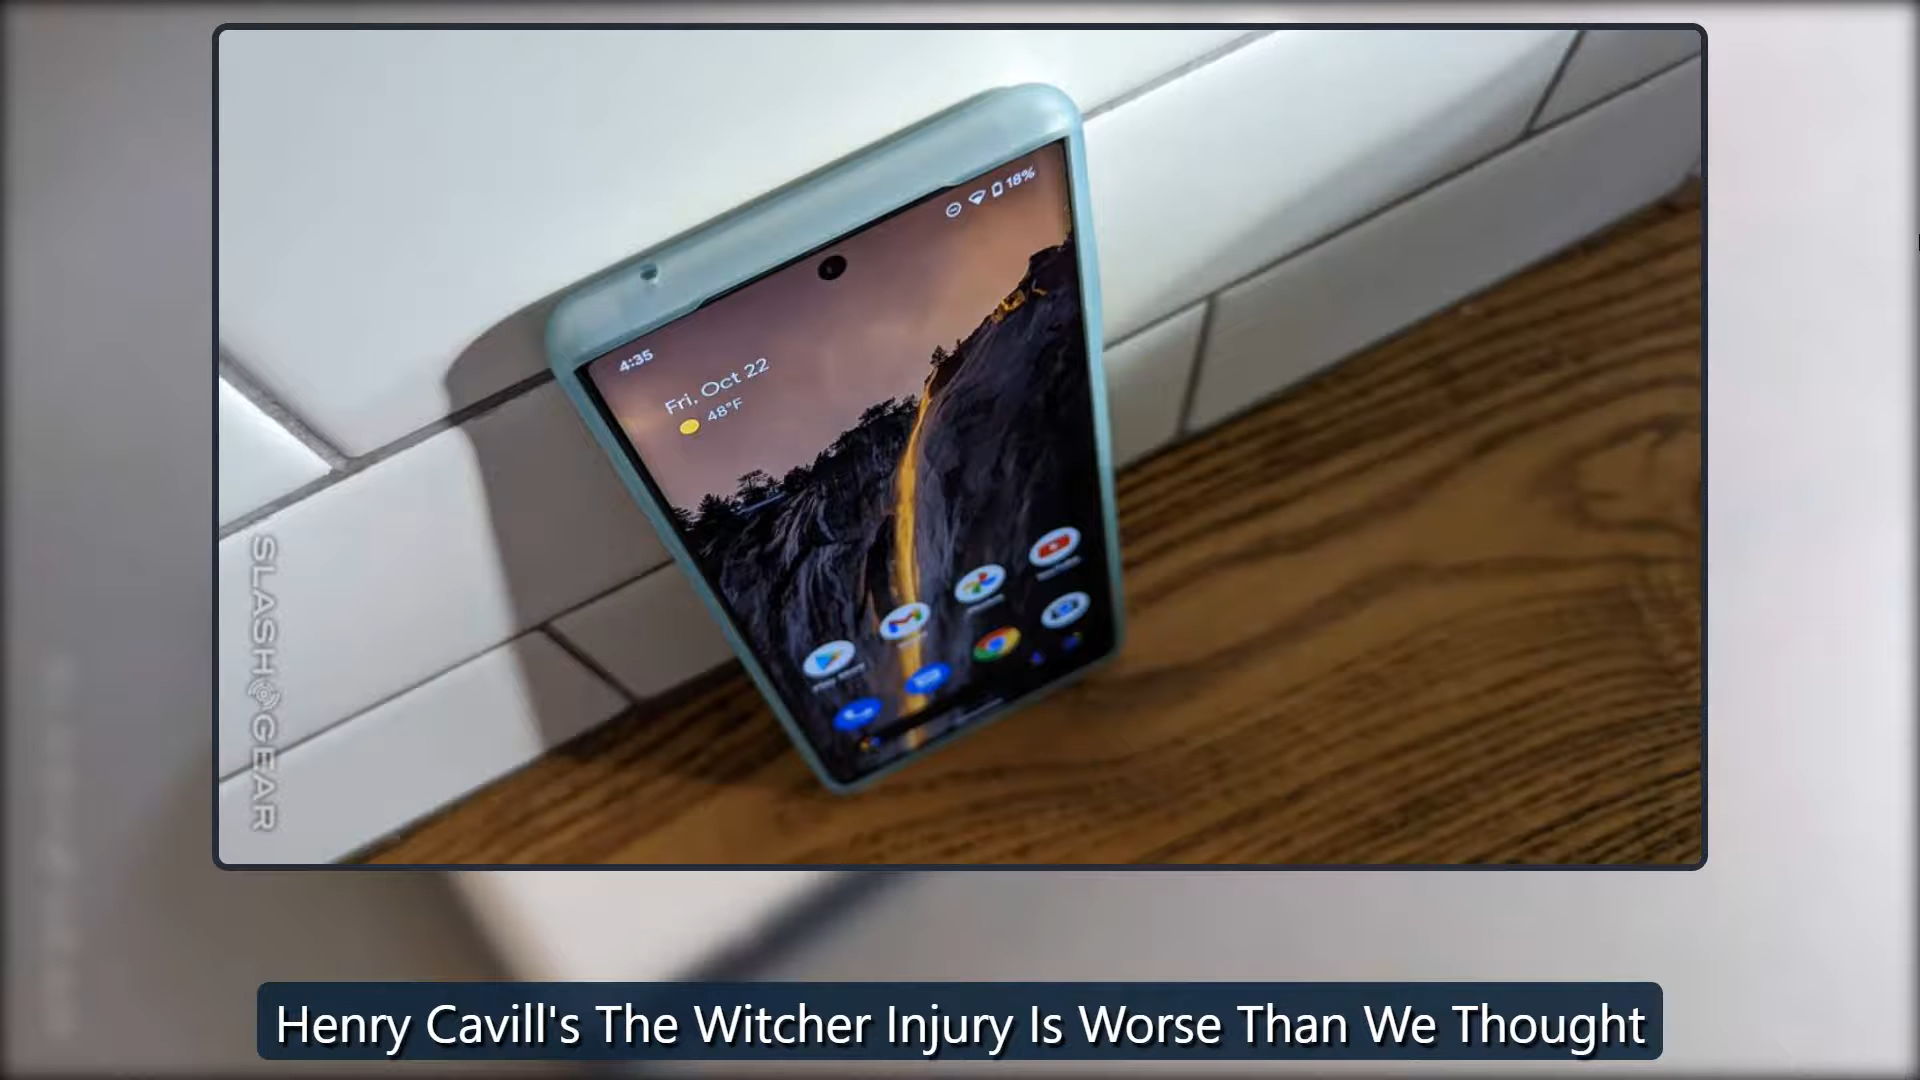 4:35
18%
Fri, Oct 22
48°F
SLASHGEAR
Henry Cavill's The Witcher Injury Is Worse Than We Thought